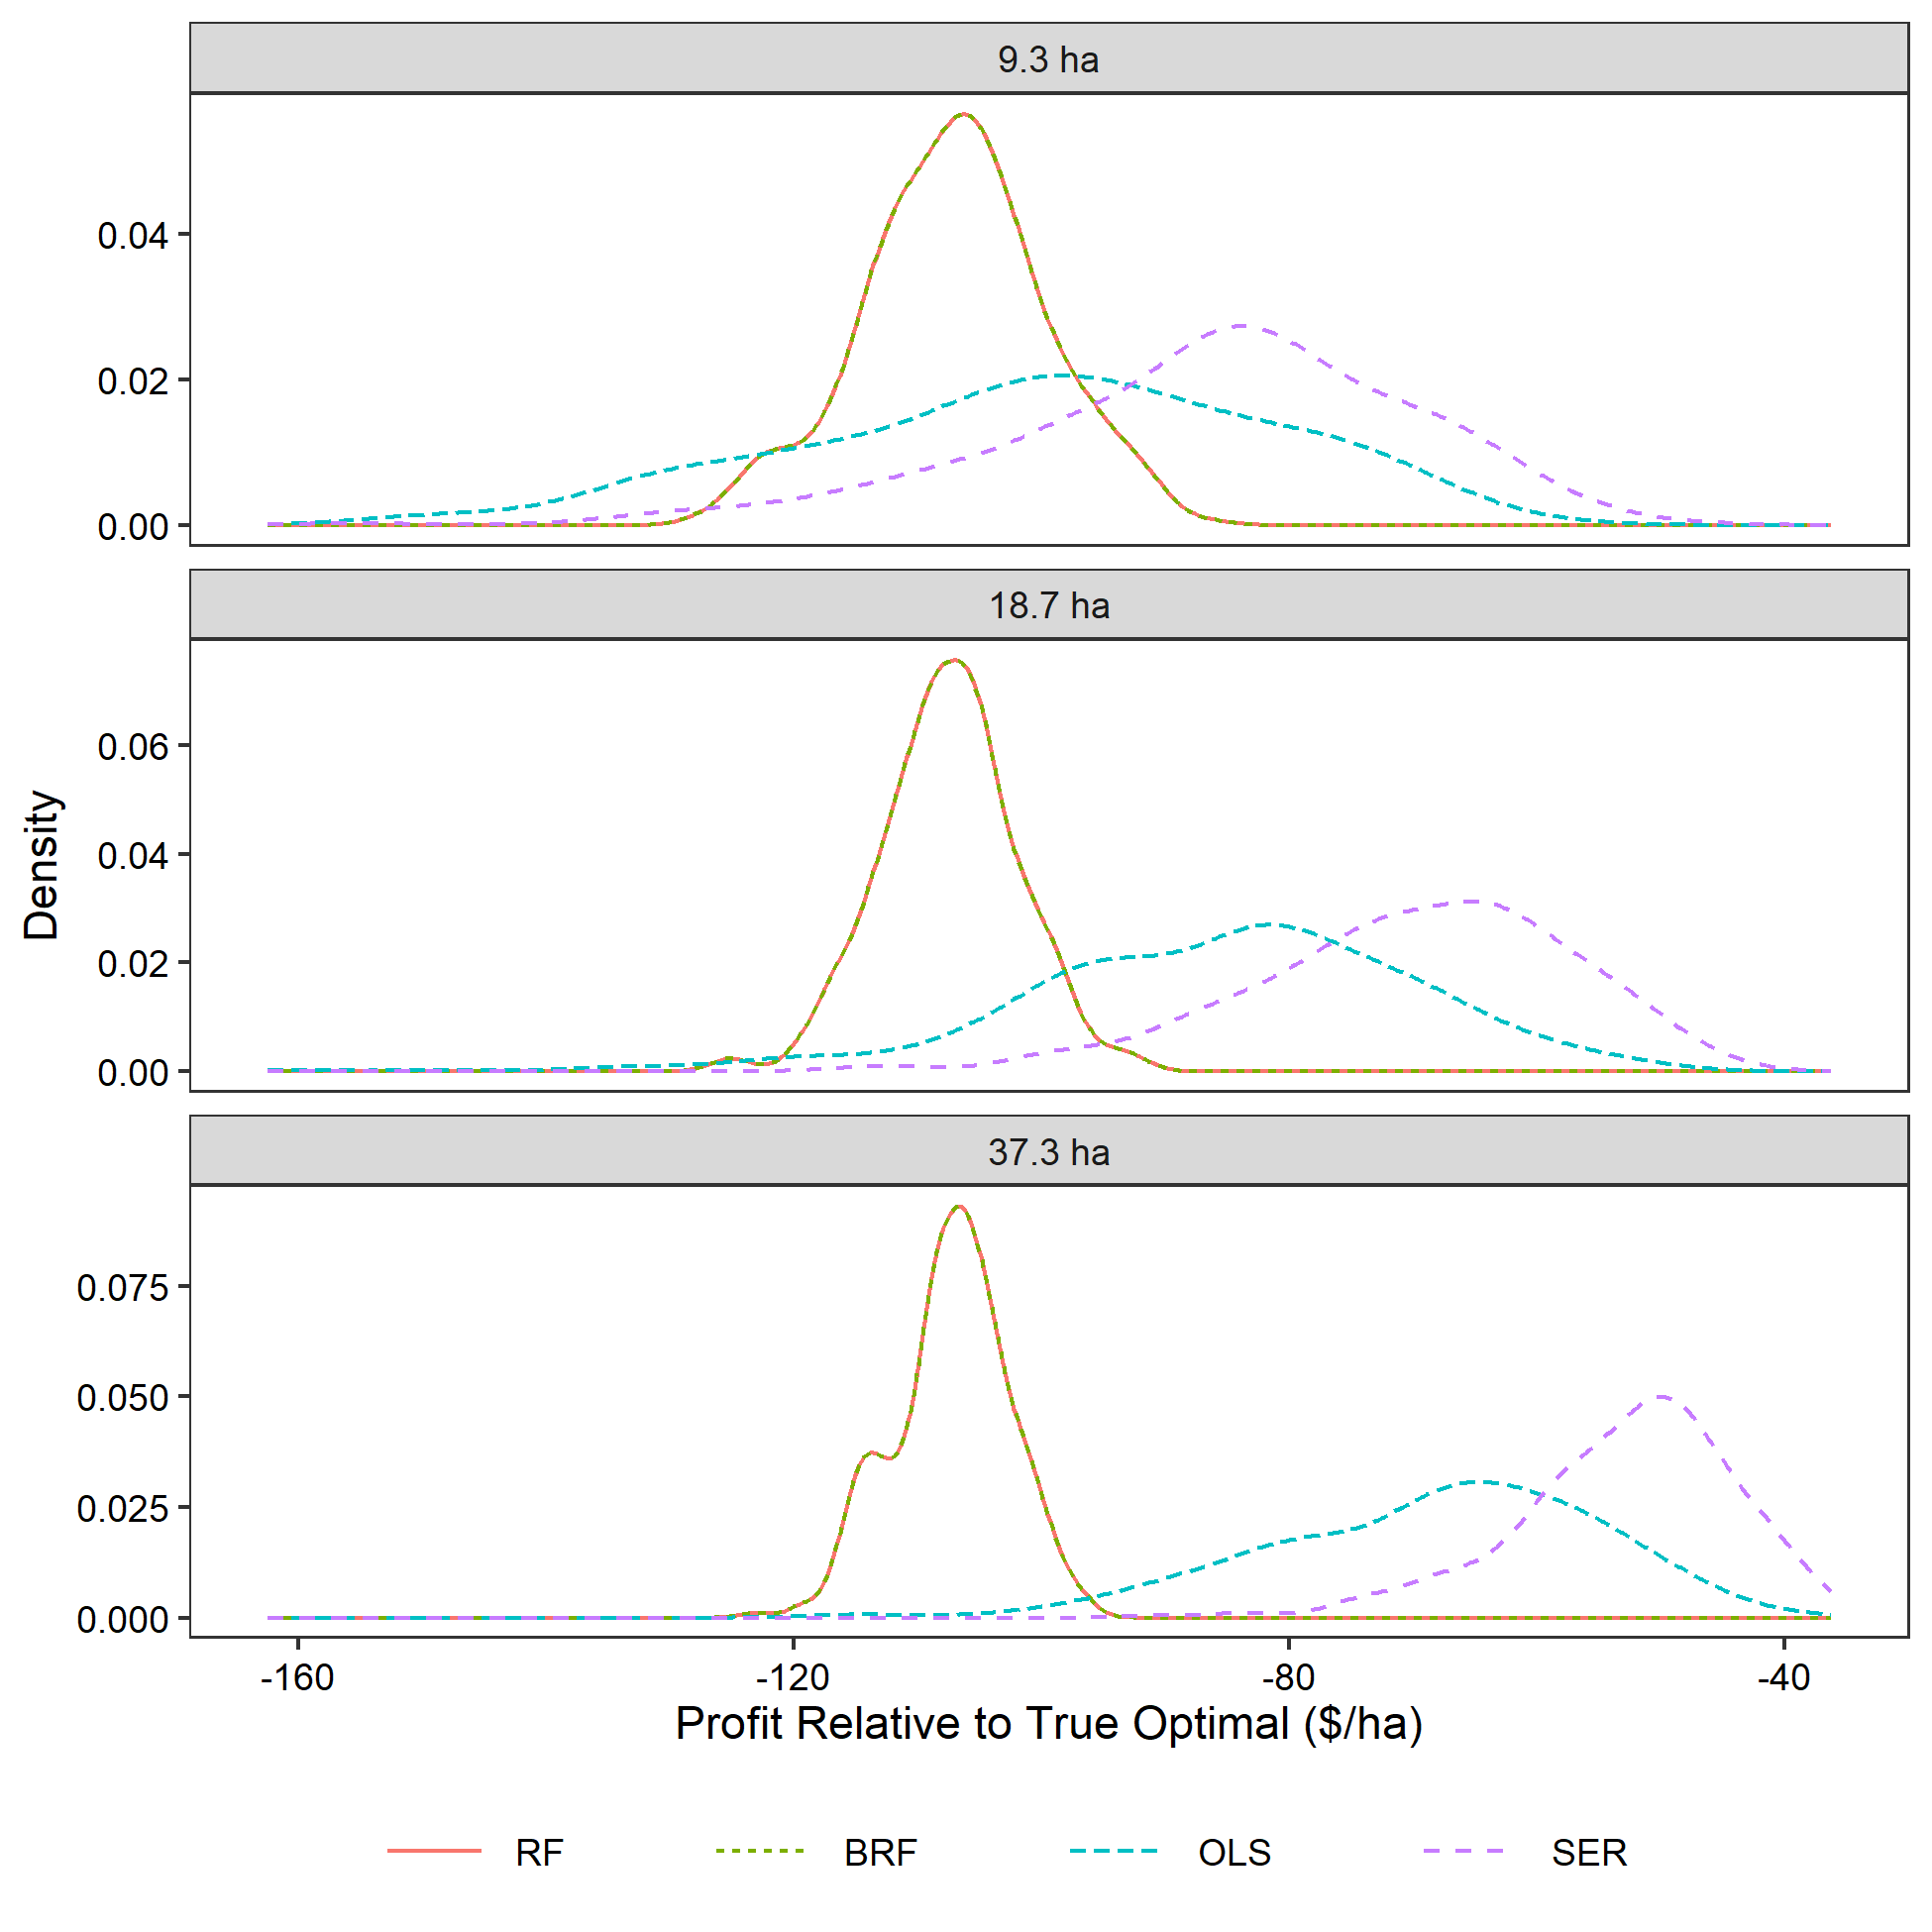 9.3 ha
0.04
0.02
0.00
18.7 ha
0.06
0.04
0.02
0.00
37.3 ha
0.075
0.050
0.025
0.000
Density
-160 -120 -80 -40
Profit Relative to True Optimal ($/ha)
RF BRF OLS SER